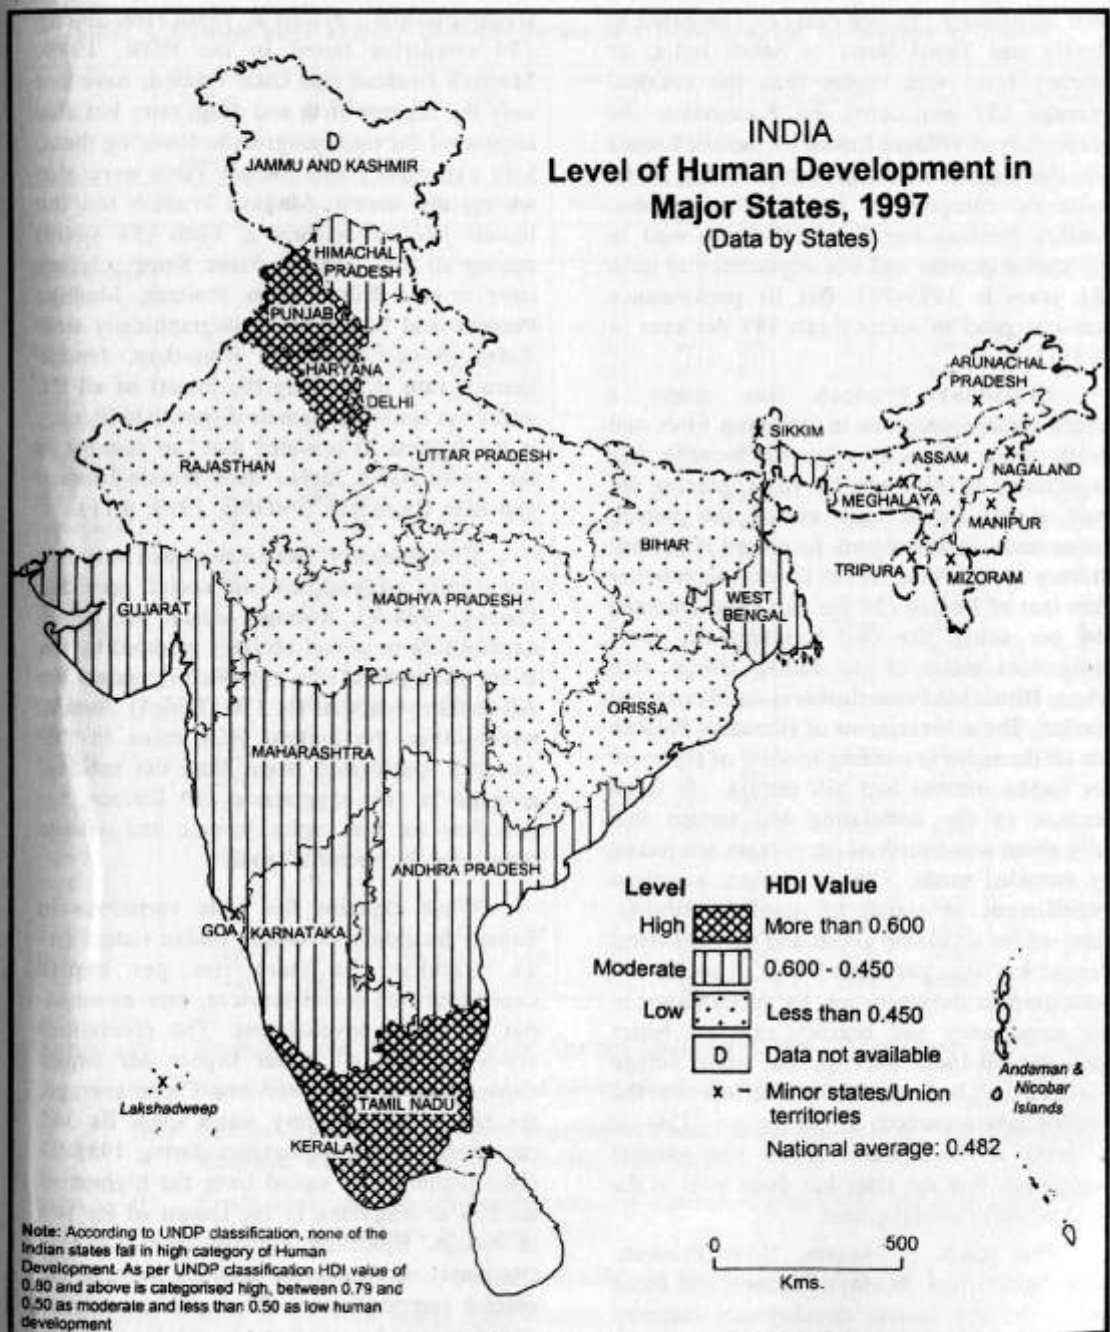 INDIA
Level of Human Development in
Major States, 1997
(Data by States)
D
JAMMU AND KASHMIR
HIMACHAL
PRADESH
PUNJAB
HARYANA
DELHI
RAJASTHAN
UTTAR PRADESH
SIKKIM
ARUNACHAL
PRADESH
ASSAM
NAGALAND
MEGHALAYA
MANIPUR
BIHAR
TRIPURA
MIZORAM
GUJARAT
MADHYA PRADESH
WEST
BENGAL
ORISSA
MAHARASHTRA
ANDHRA PRADESH
GOA
KARNATAKA
TAMIL NADU
KERALA
Lakshadweep
Andaman &
Nicobar
Islands
Level HDI Value
High More than 0.600
Moderate 0.600 - 0.450
Low Less than 0.450
D Data not available
x Minor states/Union
territories
National average: 0.482
0 500
Kms.
Note: According to UNDP classification, none of the
Indian states fall in high category of Human
Development. As per UNDP classification HDI value of
0.80 and above is categorised high, between 0.79 and
0.50 as moderate and less than 0.50 as low human
development